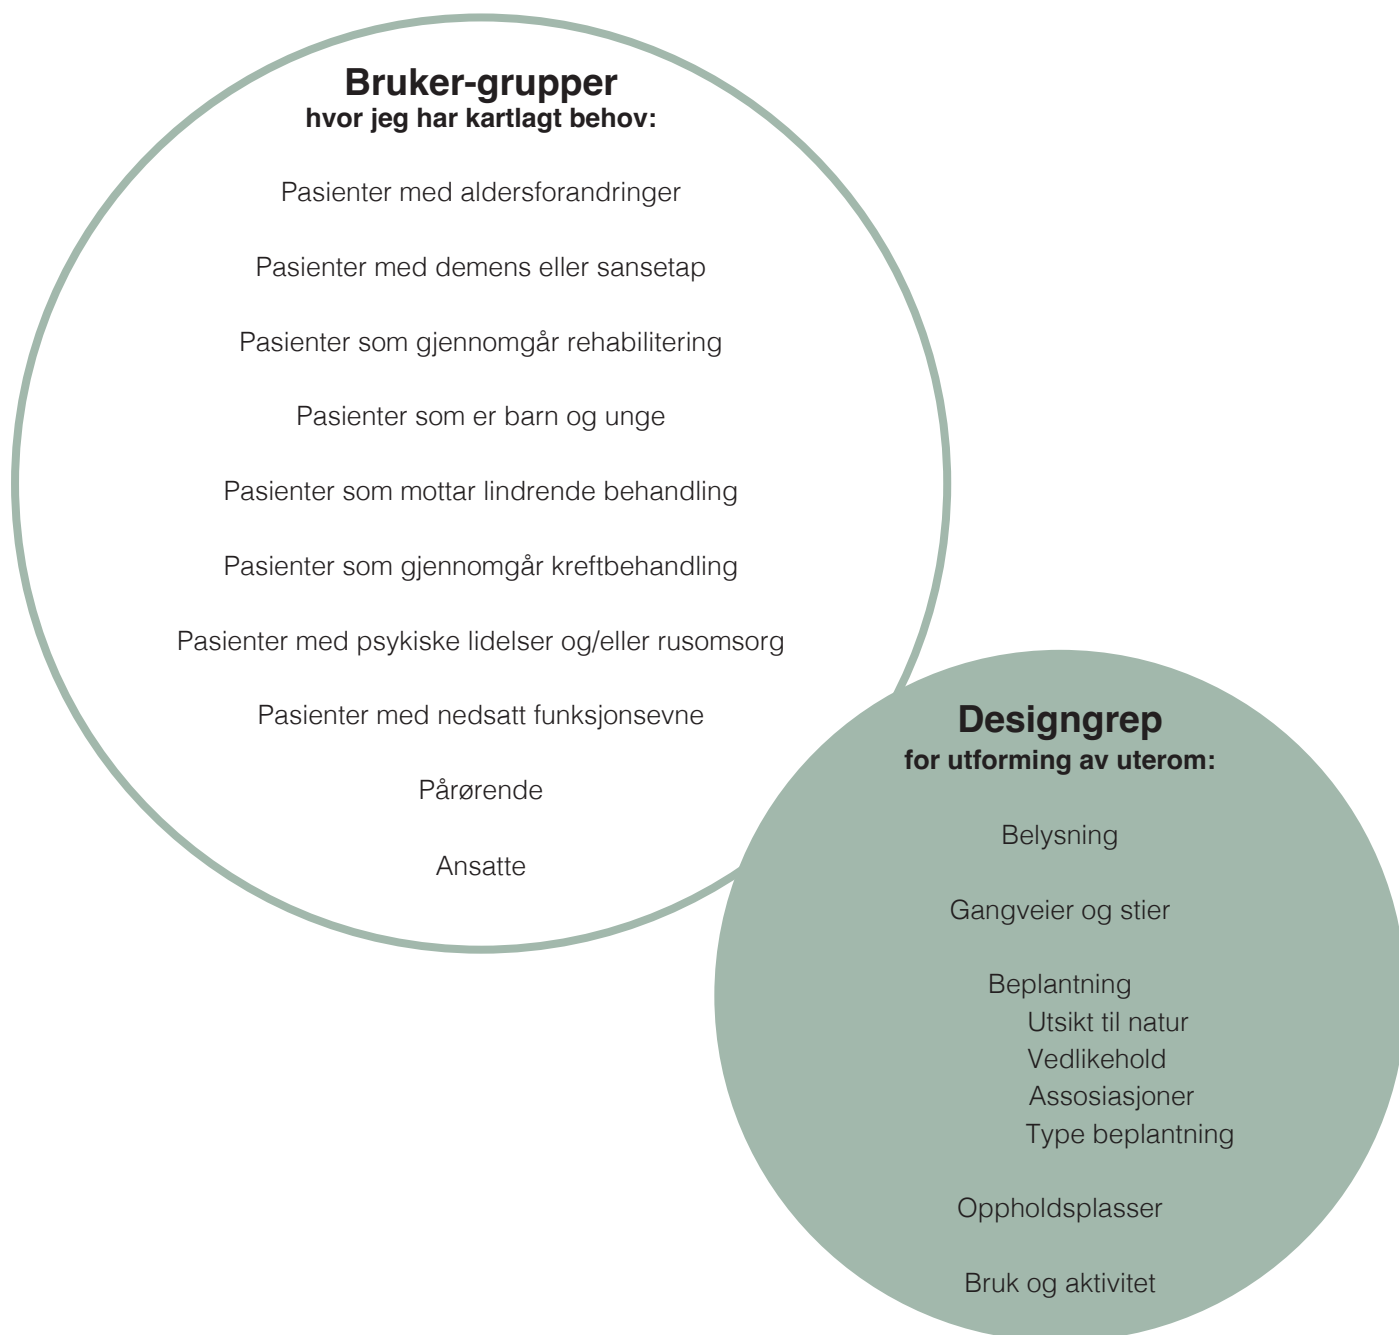 Bruker-grupper
hvor jeg har kartlagt behov:
Pasienter med aldersforandringer
Pasienter med demens eller sansetap
Pasienter som gjennomgår rehabilitering
Pasienter som er barn og unge
Pasienter som mottar lindrende behandling
Pasienter som gjennomgår kreftbehandling
Pasienter med psykiske lidelser og/eller rusomsorg
Pasienter med nedsatt funksjonsevne
Pårørende
Ansatte
Designgrep
for utforming av uterom:
Belysning
Gangveier og stier
Beplantning
Utsikt til natur
Vedlikehold
Assosiasjoner
Type beplantning
Oppholdsplasser
Bruk og aktivitet